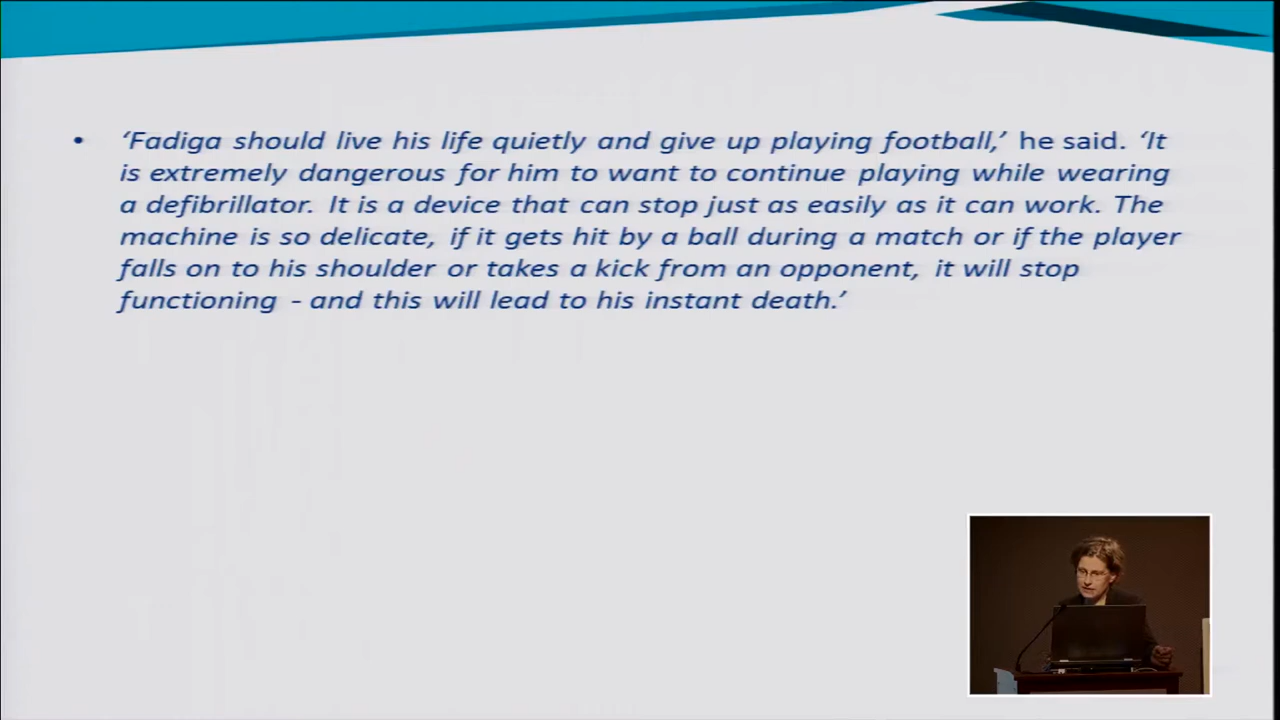 • ‘Fadiga should live his life quietly and give up playing football,’ he said. ‘It
is extremely dangerous for him to want to continue playing while wearing
a defibrillator. It is a device that can stop just as easily as it can work. The
machine is so delicate, if it gets hit by a ball during a match or if the player
falls on to his shoulder or takes a kick from an opponent, it will stop
functioning - and this will lead to his instant death.’